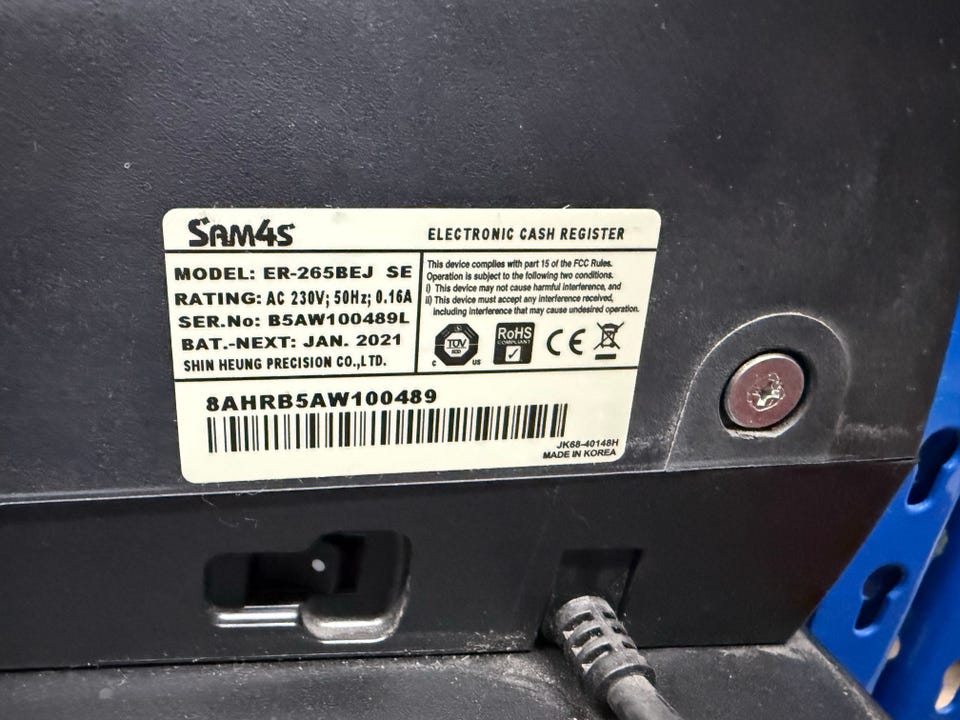 SAM4S
ELECTRONIC CASH REGISTER
MODEL: ER-265BEJ SE
RATING: AC 230V; 50Hz; 0.16A
SER.No: B5AW100489L
BAT.-NEXT: JAN. 2021
SHIN HEUNG PRECISION CO.,LTD.
This device complies with part 15 of the FCC Rules.
Operation is subject to the following two conditions.
i) This device may not cause harmful interference, and
ii) This device must accept any interference received,
including interference that may cause undesired operation.
c TÜV SÜD US
RoHS
COMPLIANT
CE
8AHRB5AW100489
JK68-40148H
MADE IN KOREA